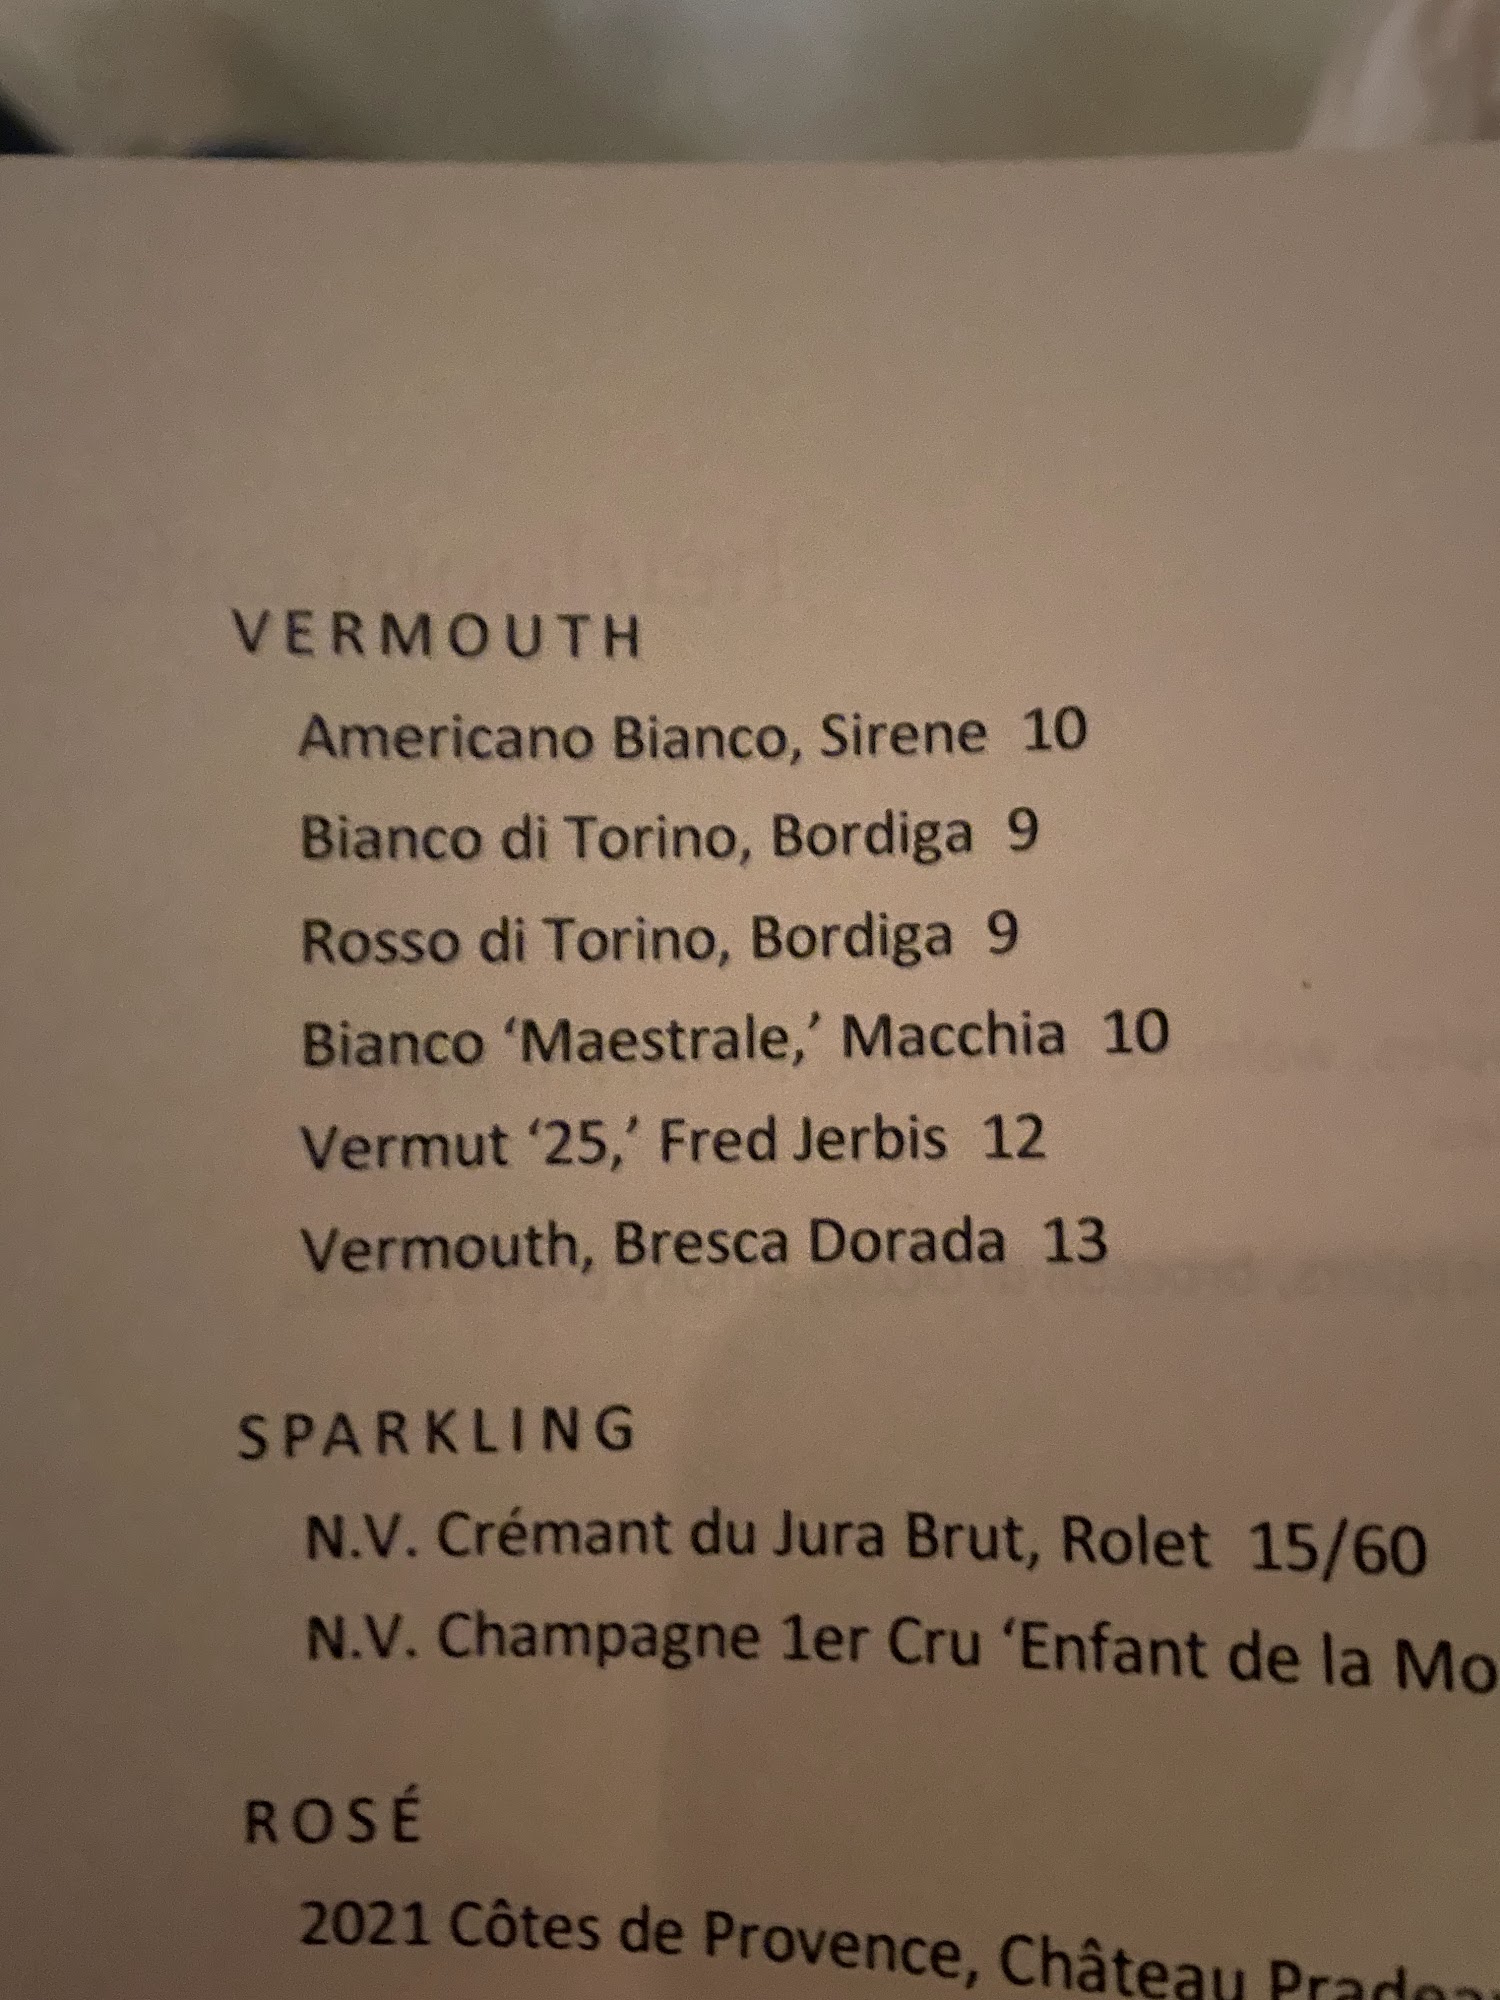 VERMOUTH
Americano Bianco, Sirene 10
Bianco di Torino, Bordiga 9
Rosso di Torino, Bordiga 9
Bianco ‘Maestrale,’ Macchia 10
Vermut ‘25,’ Fred Jerbis 12
Vermouth, Bresca Dorada 13
SPARKLING
N.V. Crémant du Jura Brut, Rolet 15/60
N.V. Champagne 1er Cru ‘Enfant de la
ROSÉ
2021 Côtes de Provence, Château